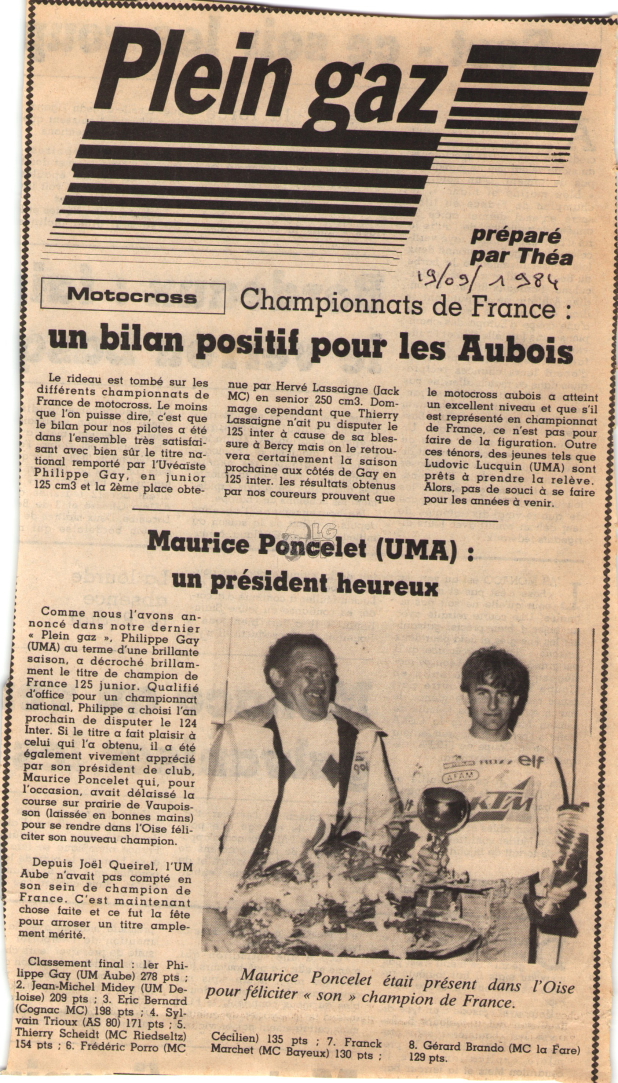 Plein gaz
préparé
par Théa
19/09/1984
Motocross
Championnats de France :
un bilan positif pour les Aubois
Le rideau est tombé sur les
différents championnats de
France de motocross. Le moins
que l'on puisse dire, c'est que
le bilan pour nos pilotes a été
dans l'ensemble très satisfai-
sant avec bien sûr le titre na-
tional remporté par l'Uvéaïste
Philippe Gay, en junior
125 cm3 et la 2ème place obte-
nue par Hervé Lassaigne (Jack
MC) en senior 250 cm3. Dom-
mage cependant que Thierry
Lassaigne n'ait pu disputer le
125 inter à cause de sa bles-
sure à Bercy mais on le retrou-
vera certainement la saison
prochaine aux côtés de Gay en
125 inter. les résultats obtenus
par nos coureurs prouvent que
le motocross aubois a atteint
un excellent niveau et que s'il
est représenté en championnat
de France, ce n'est pas pour
faire de la figuration. Outre
ces ténors, des jeunes tels que
Ludovic Lucquin (UMA) sont
prêts à prendre la relève.
Alors, pas de souci à se faire
pour les années à venir.
Maurice Poncelet (UMA) :
un président heureux
Comme nous l'avons an-
noncé dans notre dernier
« Plein gaz », Philippe Gay
(UMA) au terme d'une brillante
saison, a décroché brillam-
ment le titre de champion de
France 125 junior. Qualifié
d'office pour un championnat
national, Philippe a choisi l'an
prochain de disputer le 124
Inter. Si le titre a fait plaisir à
celui qui l'a obtenu, il a été
également vivement apprécié
par son président de club,
Maurice Poncelet qui, pour
l'occasion, avait délaissé la
course sur prairie de Vaupois-
son (laissée en bonnes mains)
pour se rendre dans l'Oise féli-
citer son nouveau champion.
Depuis Joël Queirel, l'UM
Aube n'avait pas compté en
son sein de champion de
France. C'est maintenant
chose faite et ce fut la fête
pour arroser un titre ample-
ment mérité.
Classement final : 1er Phi-
lippe Gay (UM Aube) 278 pts ;
2. Jean-Michel Midey (UM De-
loise) 209 pts ; 3. Eric Bernard
(Cognac MC) 198 pts ; 4. Syl-
vain Trioux (AS 80) 171 pts ; 5.
Thierry Scheidt (MC Riedseltz)
154 pts ; 6. Frédéric Porro (MC
elf
AFAM
KTM
Maurice Poncelet était présent dans l'Oise
pour féliciter « son » champion de France.
Cécilien) 135 pts ; 7. Franck
Marchet (MC Bayeux) 130 pts ;
8. Gérard Brando (MC la Fare)
129 pts.